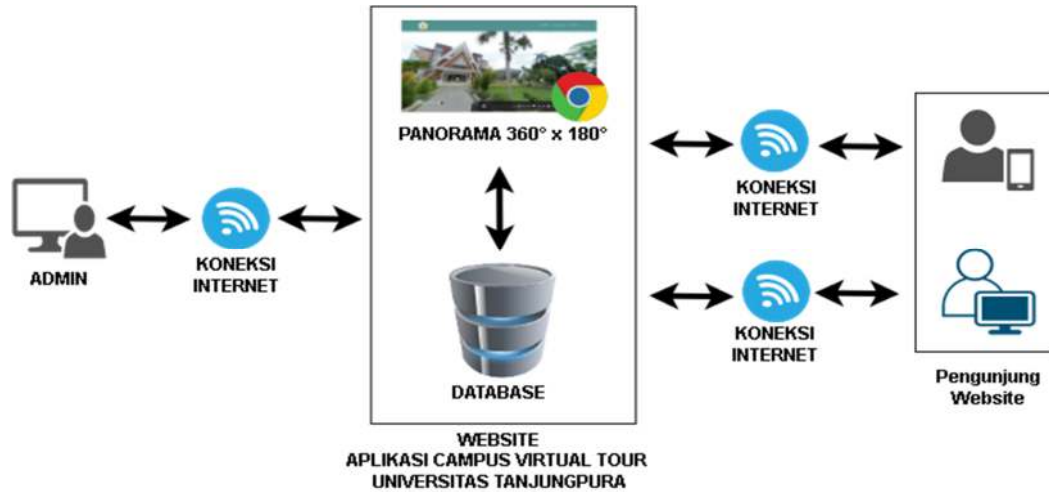 PANORAMA 360° x 180°
ADMIN
KONEKSI
INTERNET
DATABASE
WEBSITE
APLIKASI CAMPUS VIRTUAL TOUR
UNIVERSITAS TANJUNGPURA
KONEKSI
INTERNET
KONEKSI
INTERNET
Pengunjung
Website